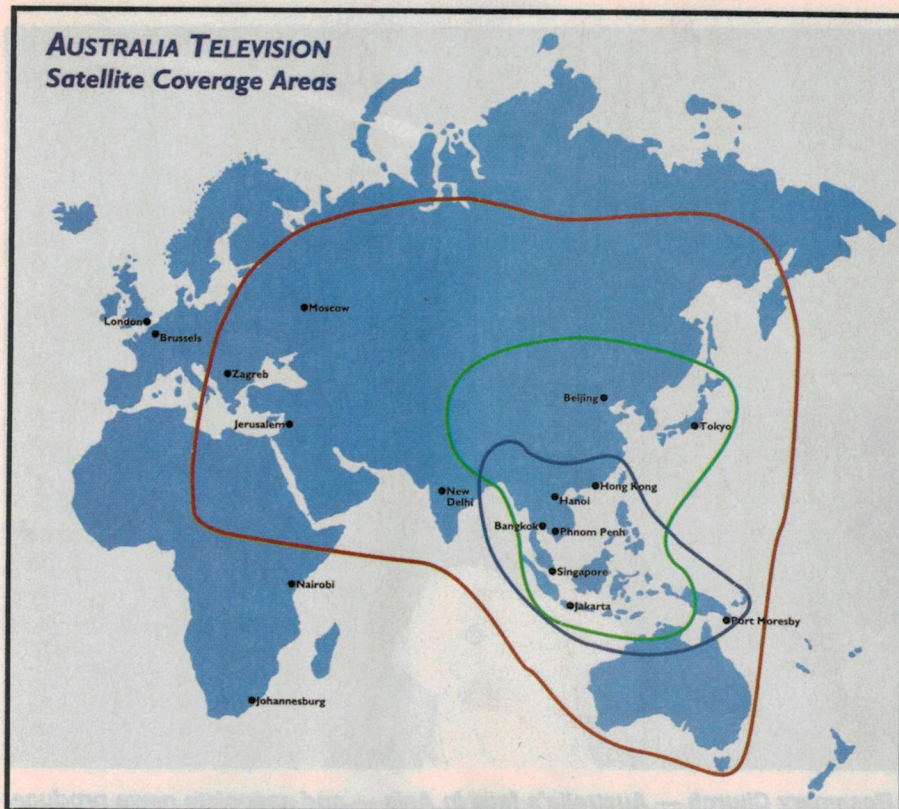 AUSTRALIA TELEVISION
Satellite Coverage Areas
Moscow
London
Brussels
Zagreb
Beijing
Jerusalem
Tokyo
New
Delhi
Hong Kong
Hanoi
Bangkok
Phnom Penh
Singapore
Nairobi
Jakarta
Port Moresby
Johannesburg